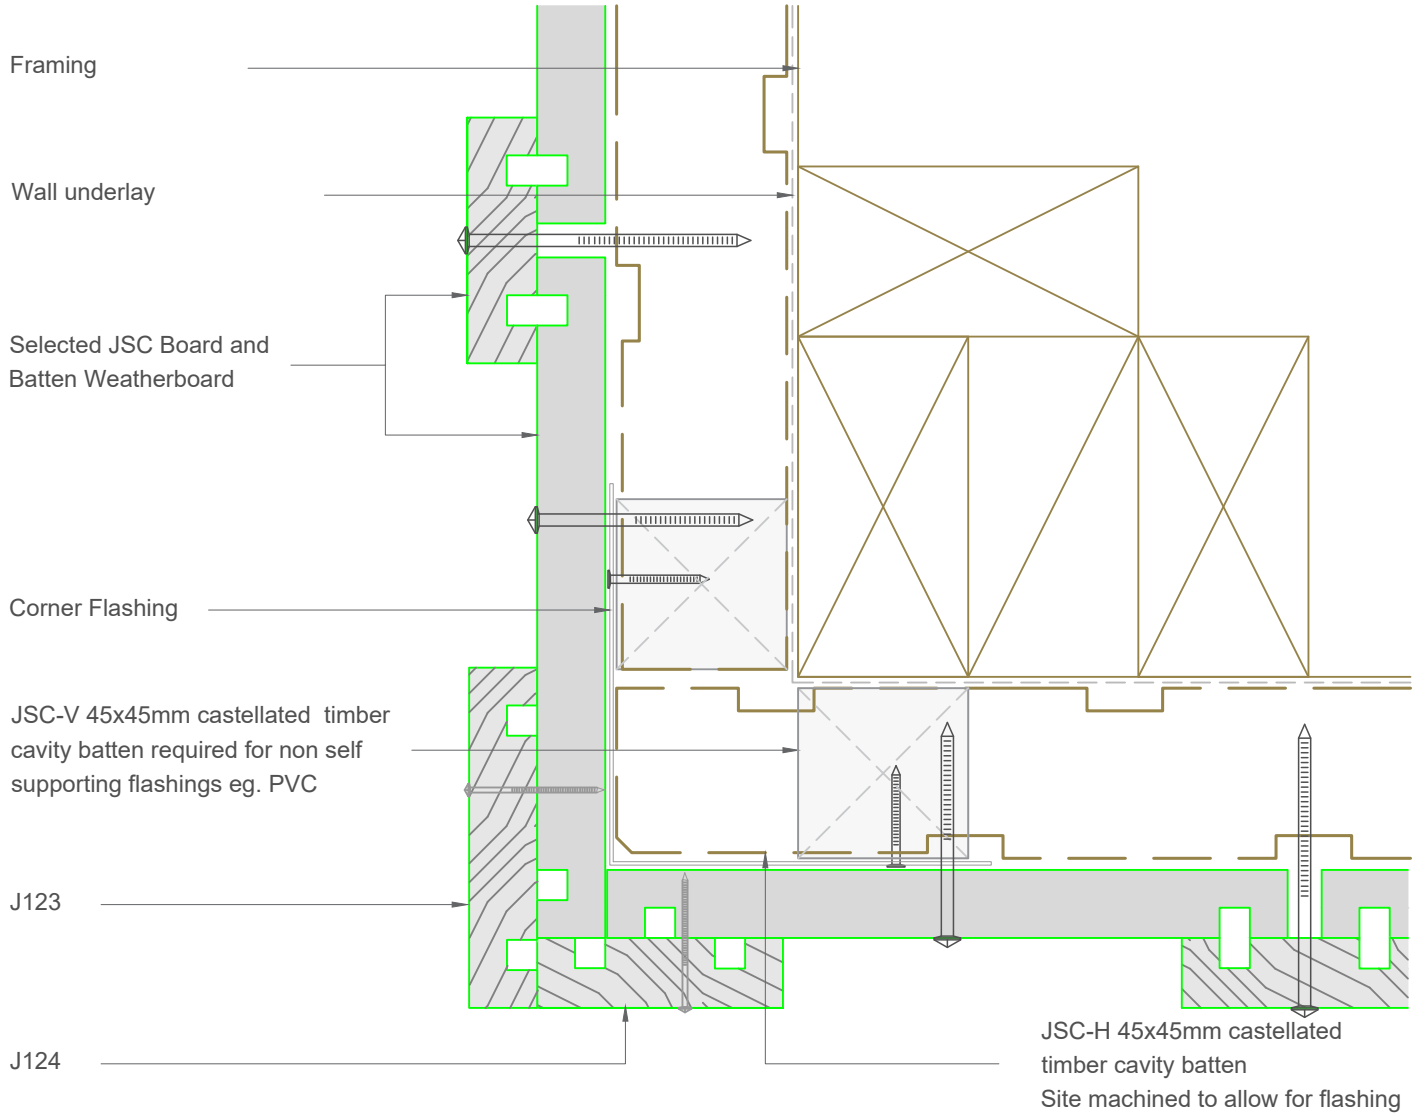 Framing
Wall underlay
Selected JSC Board and
Batten Weatherboard
Corner Flashing
JSC-V 45x45mm castellated timber
cavity batten required for non self
supporting flashings eg. PVC
J123
J124
JSC-H 45x45mm castellated
timber cavity batten
Site machined to allow for flashing